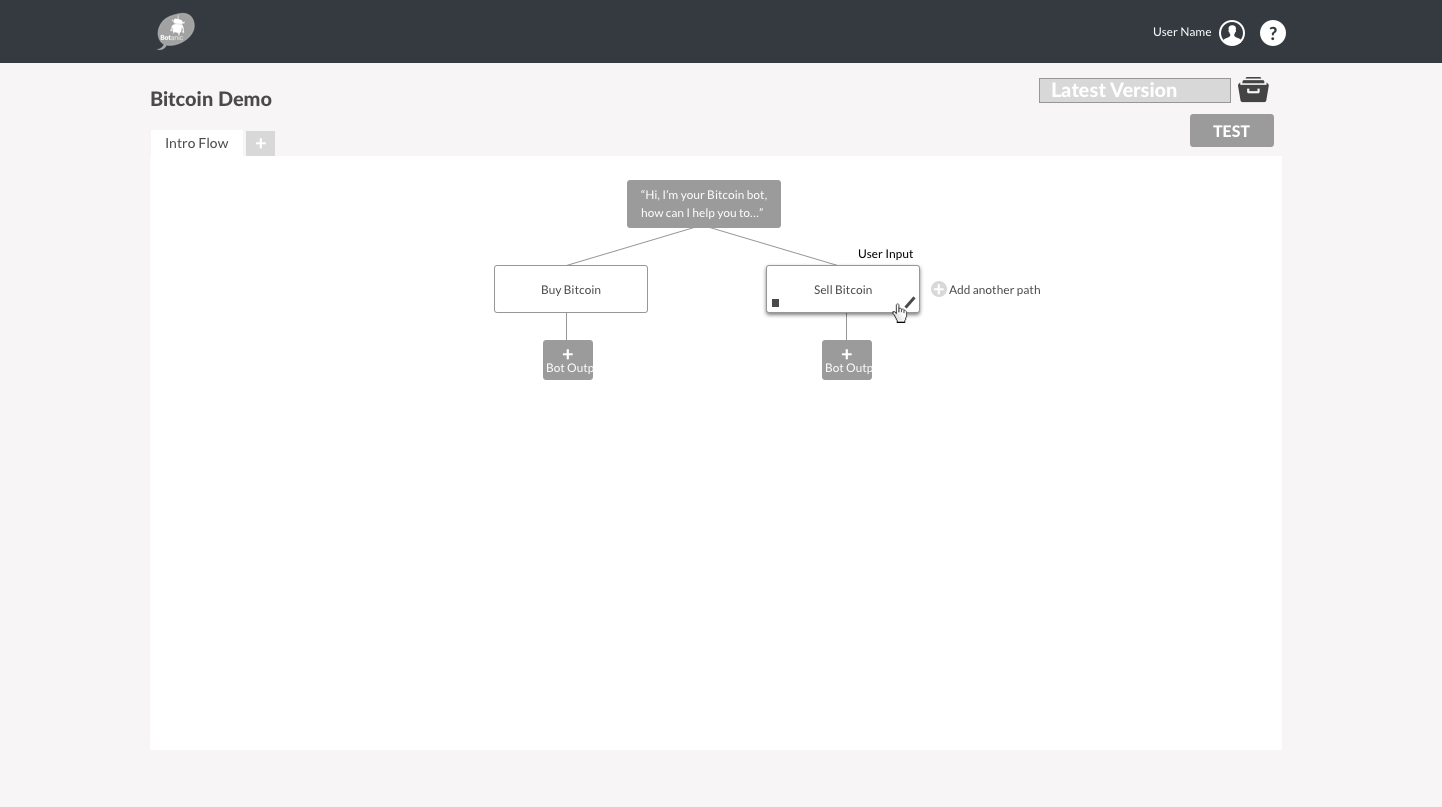 Botanic
User Name
?
Bitcoin Demo
Latest Version
TEST
Intro Flow
+
“Hi, I’m your Bitcoin bot,
how can I help you to...”
User Input
Buy Bitcoin
Sell Bitcoin
Add another path
+
Bot Outp
+
Bot Outp